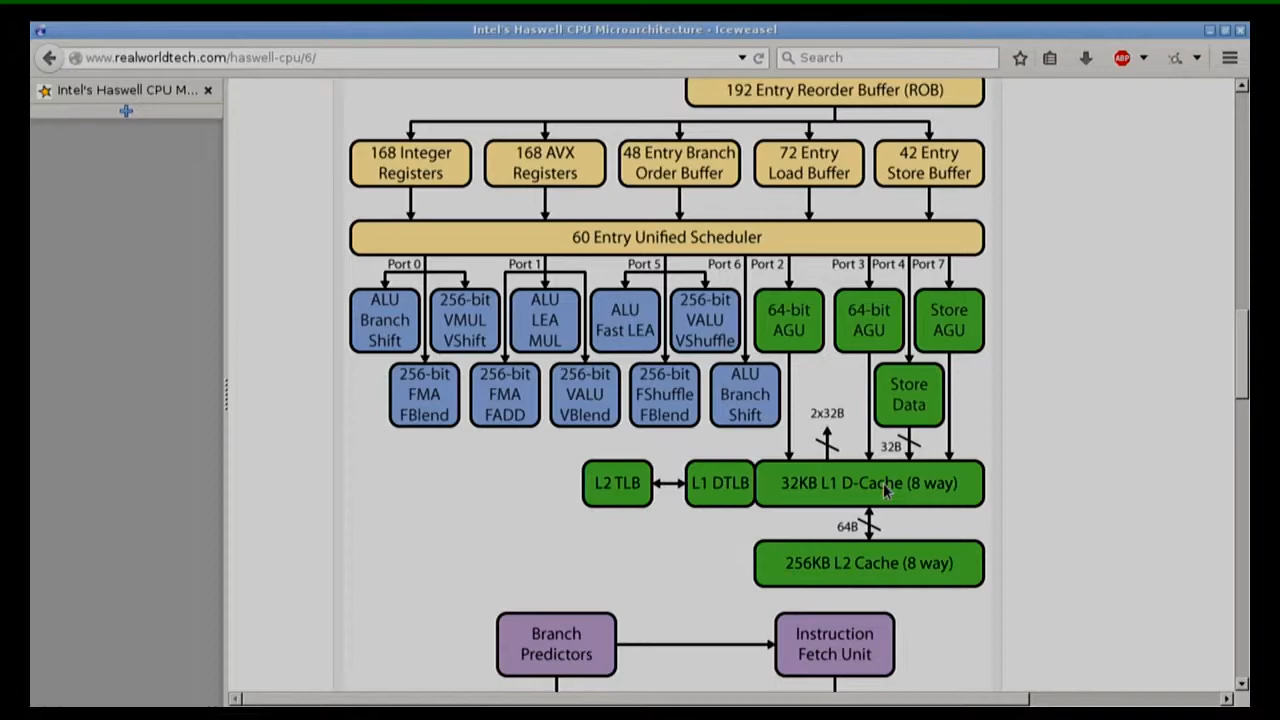 Intel's Haswell CPU Microarchitecture - Iceweasel
www.realworldtech.com/haswell-cpu/6/
Search
ABP
Intel's Haswell CPU M...
192 Entry Reorder Buffer (ROB)
168 Integer
Registers
168 AVX
Registers
48 Entry Branch
Order Buffer
72 Entry
Load Buffer
42 Entry
Store Buffer
60 Entry Unified Scheduler
Port 0
Port 1
Port 5
Port 6
Port 2
Port 3
Port 4
Port 7
ALU
Branch
Shift
256-bit
VMUL
VShift
ALU
LEA
MUL
ALU
Fast LEA
256-bit
VALU
VShuffle
64-bit
AGU
64-bit
AGU
Store
AGU
256-bit
FMA
FBlend
256-bit
FMA
FADD
256-bit
VALU
VBlend
256-bit
FShuffle
FBlend
ALU
Branch
Shift
Store
Data
2x32B
32B
L2 TLB
L1 DTLB
32KB L1 D-Cache (8 way)
64B
256KB L2 Cache (8 way)
Branch
Predictors
Instruction
Fetch Unit